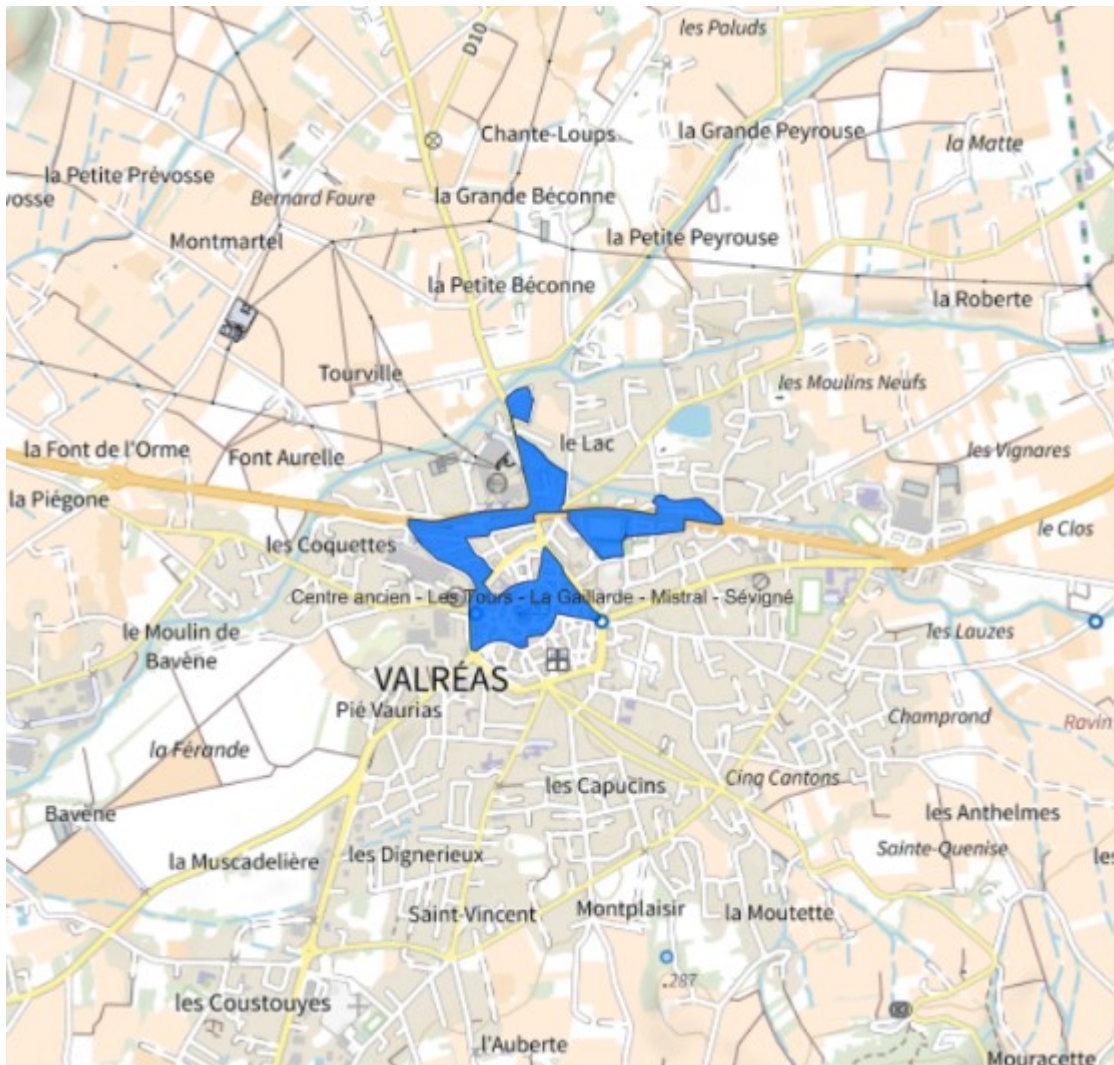 les Paluds
D10
Chante-Loups
la Grande Peyrouse
la Matte
la Petite Prévosse
vosse
Bernard Faure
la Grande Béconne
Montmartel
la Petite Peyrouse
la Petite Béconne
la Roberte
Tourville
les Moulins Neufs
le Lac
la Font de l'Orme
Font Aurelle
les Vignares
la Piégone
le Clos
les Coquettes
Centre ancien - Les Tours - La Gaillarde - Mistral - Sévigné
le Moulin de
Bavène
les Lauzes
VALRÉAS
Pié Vaurias
Champrond
Ravin
la Férande
les Capucins
Cinq Cantons
Bavène
les Anthelmes
la Muscadelière
les Dignerieux
Sainte-Quenise
les
Saint-Vincent
Montplaisir
la Moutette
.287
les Coustouyes
l'Auberte
Mouracette